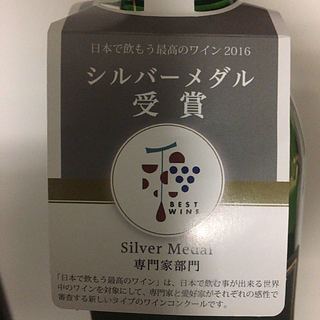 日本で飲もう最高のワイン 2016
シルバーメダル
受賞
BEST
WINE
Silver Medal
専門家部門
「日本で飲もう最高のワイン」は、日本で飲む事が出来る世界
中のワインを対象にして、専門家と愛好家がそれぞれの感性で
審査する新しいタイプのワインコンクールです。